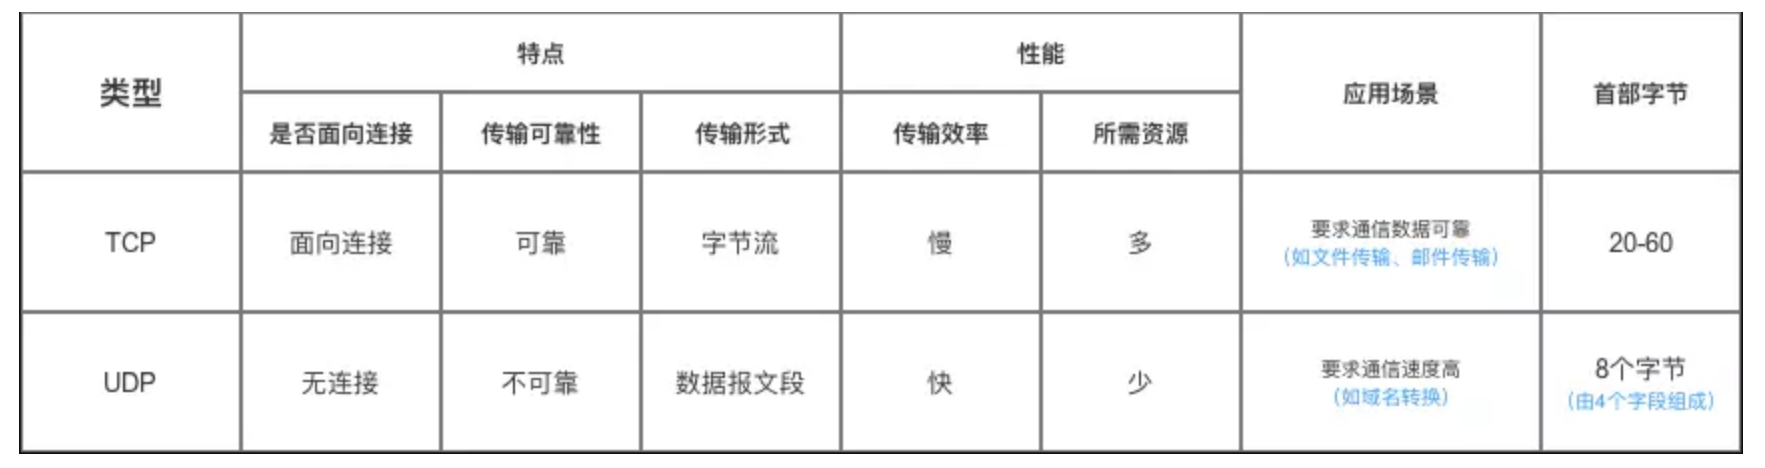 类型
特点
性能
应用场景
首部字节
是否面向连接
传输可靠性
传输形式
传输效率
所需资源
TCP
面向连接
可靠
字节流
慢
多
要求通信数据可靠
（如文件传输、邮件传输）
20-60
UDP
无连接
不可靠
数据报文段
快
少
要求通信速度高
（如域名转换）
8个字节
（由4个字段组成）